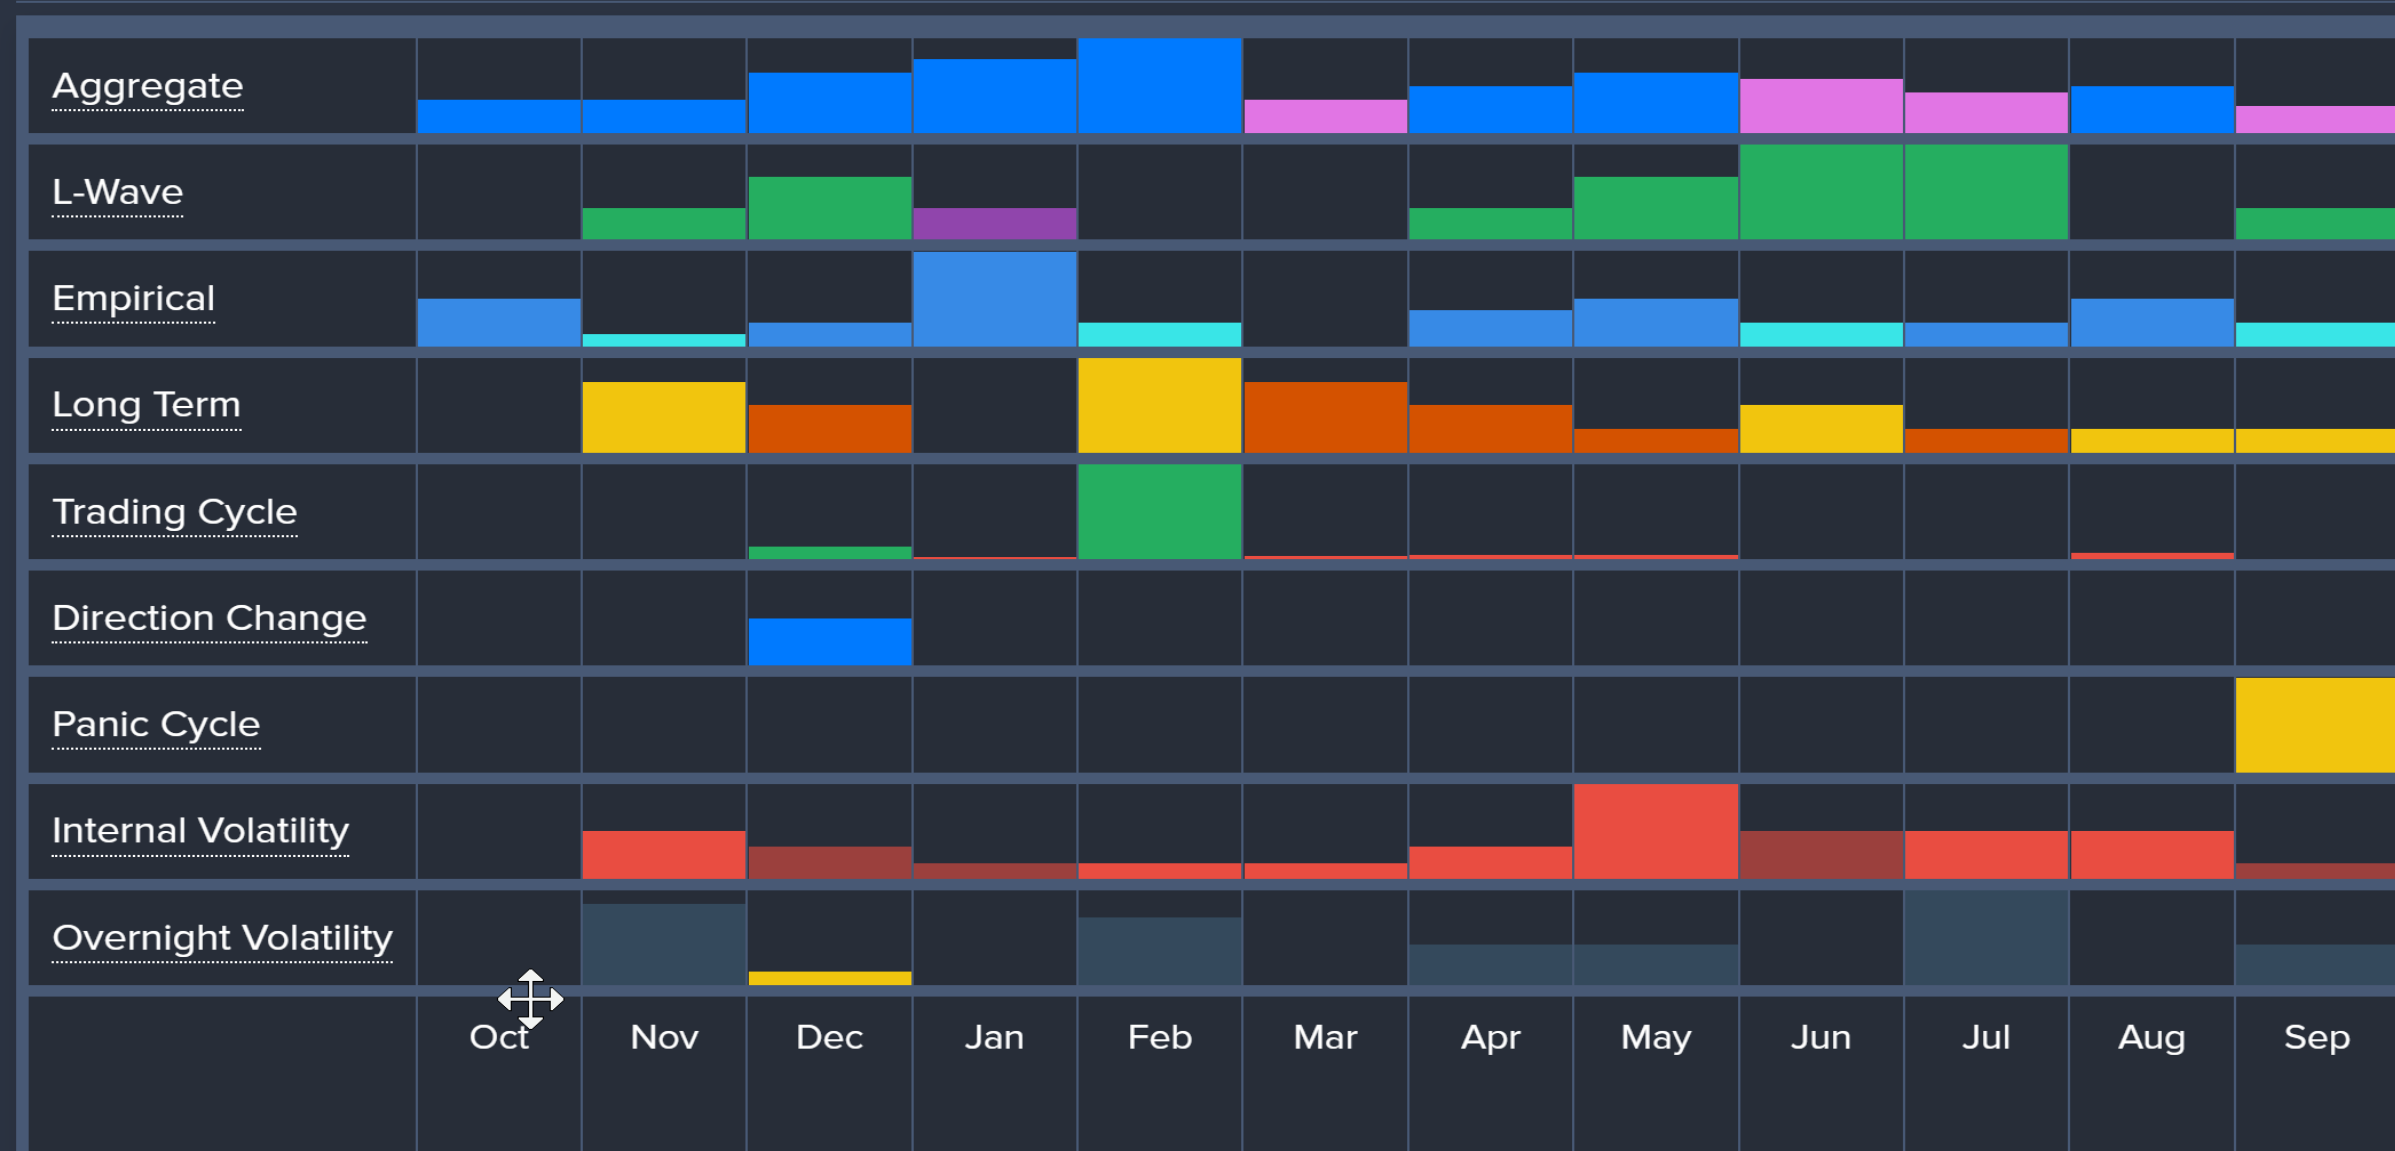 Aggregate
L-Wave
Empirical
Long Term
Trading Cycle
Direction Change
Panic Cycle
Internal Volatility
Overnight Volatility
Oct Nov Dec Jan Feb Mar Apr May Jun Jul Aug Sep